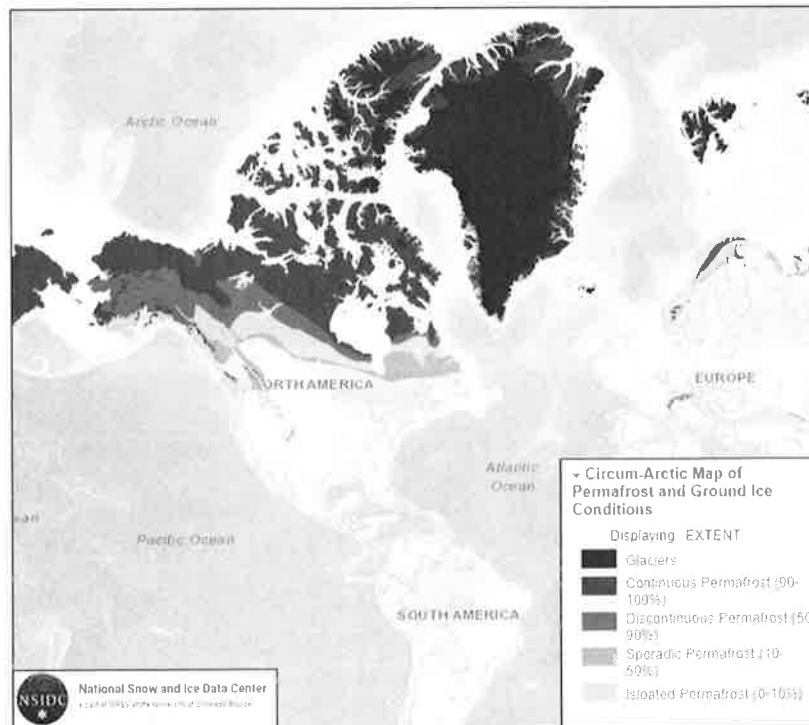 Arctic Ocean
NORTH AMERICA
EUROPE
Atlantic
Ocean
ean
Pacific Ocean
SOUTH AMERICA
Circum-Arctic Map of
Permafrost and Ground Ice
Conditions
Displaying EXTENT
Glaciers
Continuous Permafrost (90-
100%)
Discontinuous Permafrost (50
90%)
Sporadic Permafrost (10-
50%)
Isloated Permafrost (0-10%)
NSIDC
National Snow and Ice Data Center